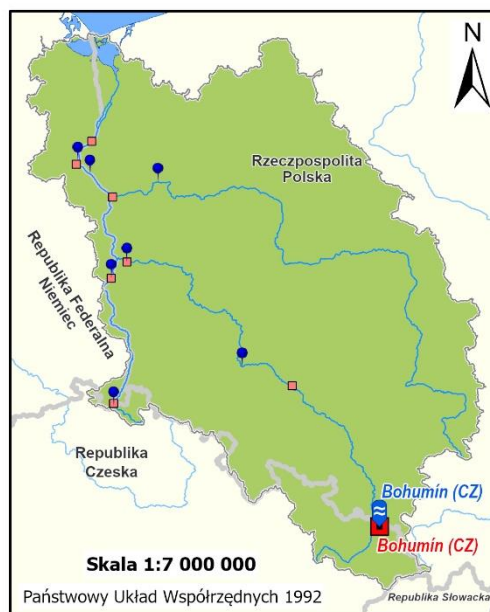 N
Rzeczpospolita
Polska
Republika Federalna
Niemiec
Republika
Czeska
Bohumín (CZ)
Bohumín (CZ)
Skala 1:7 000 000
Republika Słowacka
Państwowy Układ Współrzędnych 1992